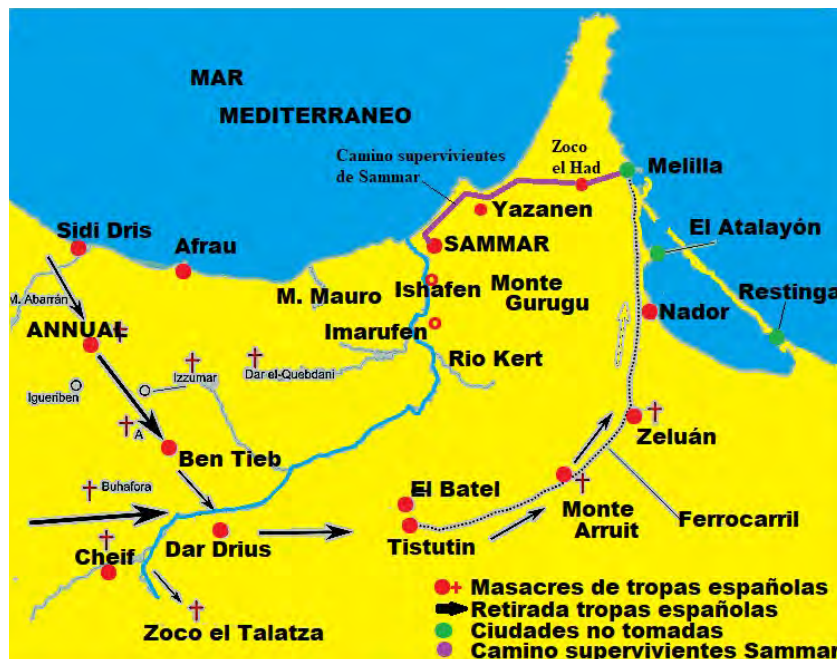 MAR
MEDITERRANEO
Camino supervivientes
de Sammar
Zoco
el Had
Melilla
Yazanen
Sidi Dris
Afrau
SAMMAR
El Atalayón
M. Abarrán
M. Mauro
Ishafen
Monte
Gurugu
Restinga
ANNUAL
Imarufen
Nador
Izzumar
Dar el-Quebdani
Rio Kert
Igueriben
A
Ben Tieb
Zeluán
Buhafora
El Batel
Monte
Arruit
Ferrocarril
Cheif
Dar Drius
Tistutin
Zoco el Talatza
Masacres de tropas españolas
Retirada tropas españolas
Ciudades no tomadas
Camino supervivientes Sammar